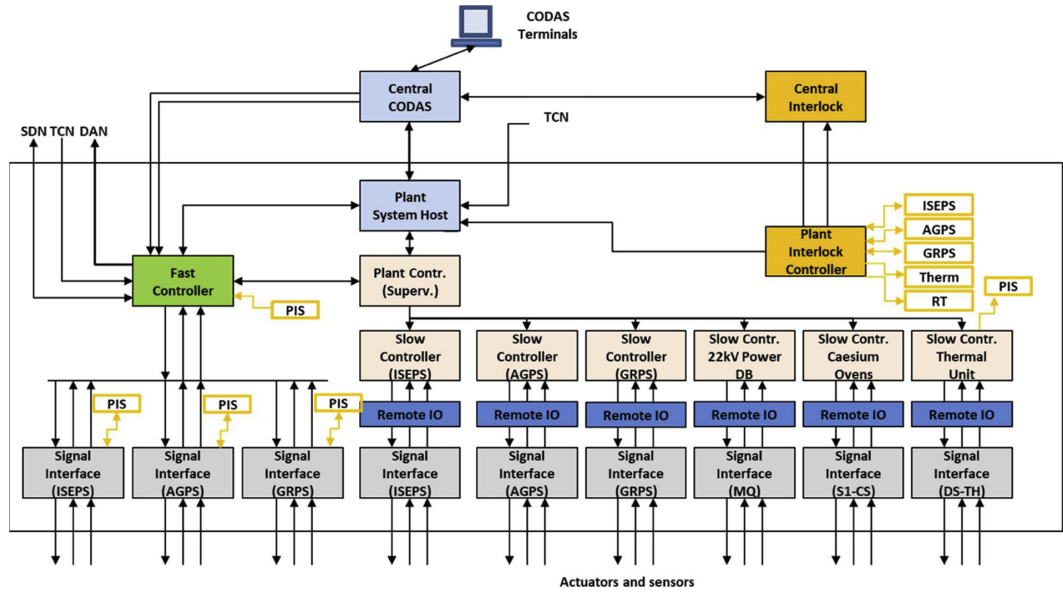 CODAS
Terminals
Central
CODAS
Central
Interlock
SDN TCN DAN
TCN
Plant
System Host
ISEPS
AGPS
GRPS
Therm
RT
Plant
Interlock
Controller
Fast
Controller
Plant Contr.
(Superv.)
PIS
PIS
Slow
Controller
(ISEPS)
Slow
Controller
(AGPS)
Slow
Controller
(GRPS)
Slow Contr.
22kV Power
DB
Slow Contr.
Caesium
Ovens
Slow Contr.
Thermal
Unit
PIS
PIS
PIS
Remote IO
Remote IO
Remote IO
Remote IO
Remote IO
Remote IO
Signal
Interface
(ISEPS)
Signal
Interface
(AGPS)
Signal
Interface
(GRPS)
Signal
Interface
(ISEPS)
Signal
Interface
(AGPS)
Signal
Interface
(GRPS)
Signal
Interface
(MQ)
Signal
Interface
(S1-CS)
Signal
Interface
(DS-TH)
Actuators and sensors